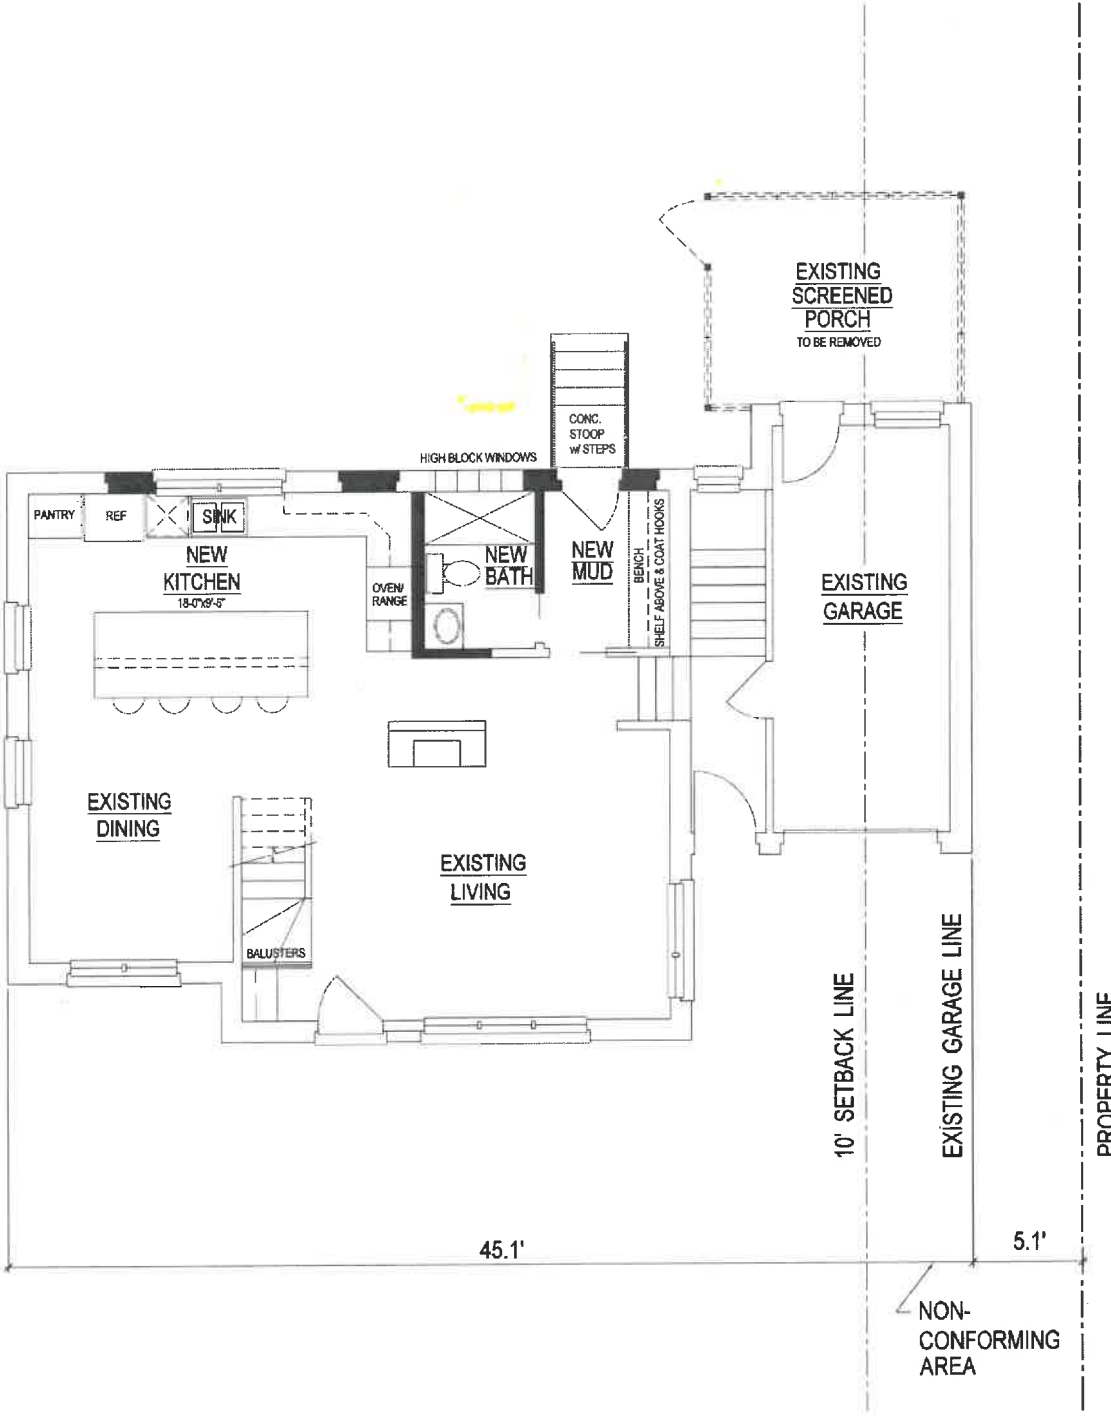 EXISTING
SCREENED
PORCH
TO BE REMOVED
CONC.
STOOP
W/ STEPS
HIGH BLOCK WINDOWS
PANTRY
REF
SINK
NEW
KITCHEN
18-0"x9'-5"
OVEN/
RANGE
NEW
BATH
NEW
MUD
BENCH
SHELF ABOVE & COAT HOOKS
EXISTING
GARAGE
EXISTING
DINING
EXISTING
LIVING
BALUSTERS
10' SETBACK LINE
EXISTING GARAGE LINE
PROPERTY LINE
45.1'
5.1'
NON-
CONFORMING
AREA